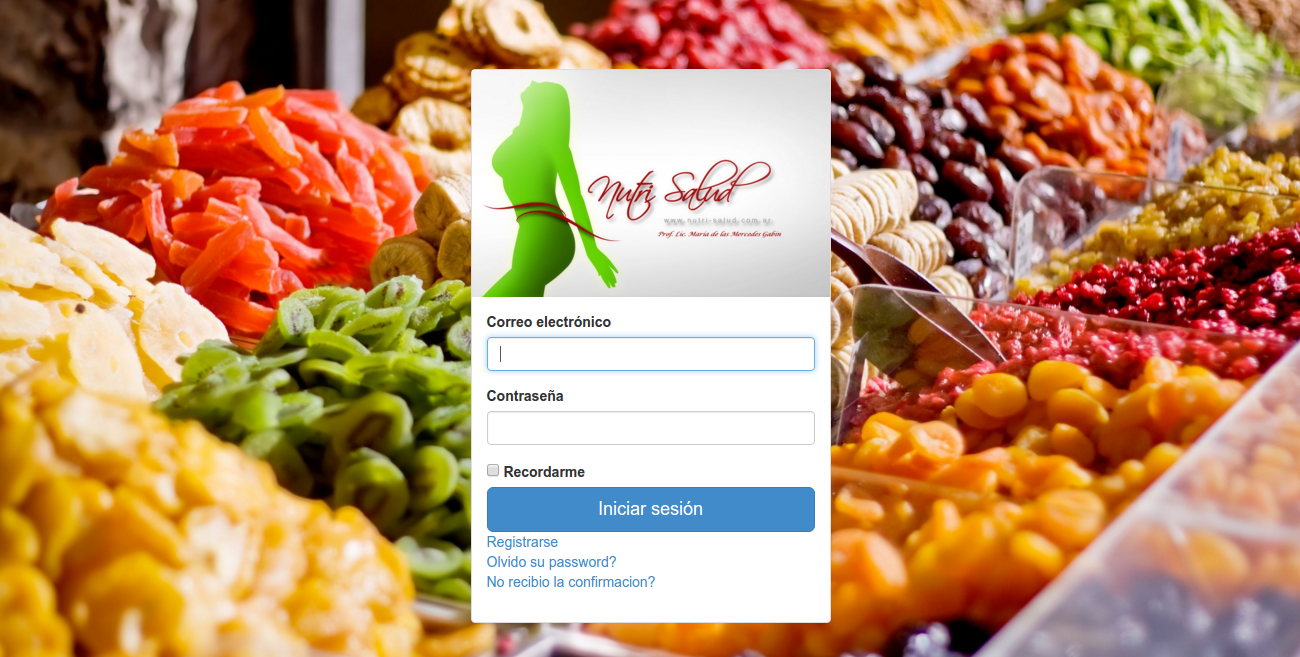 Nutri Salud
www.nutri-salud.com.ar
Prof. Lic. Maria de las Mercedes Gabin
Correo electrónico
Contraseña
Recordarme
Iniciar sesión
Registrarse
Olvido su password?
No recibio la confirmacion?